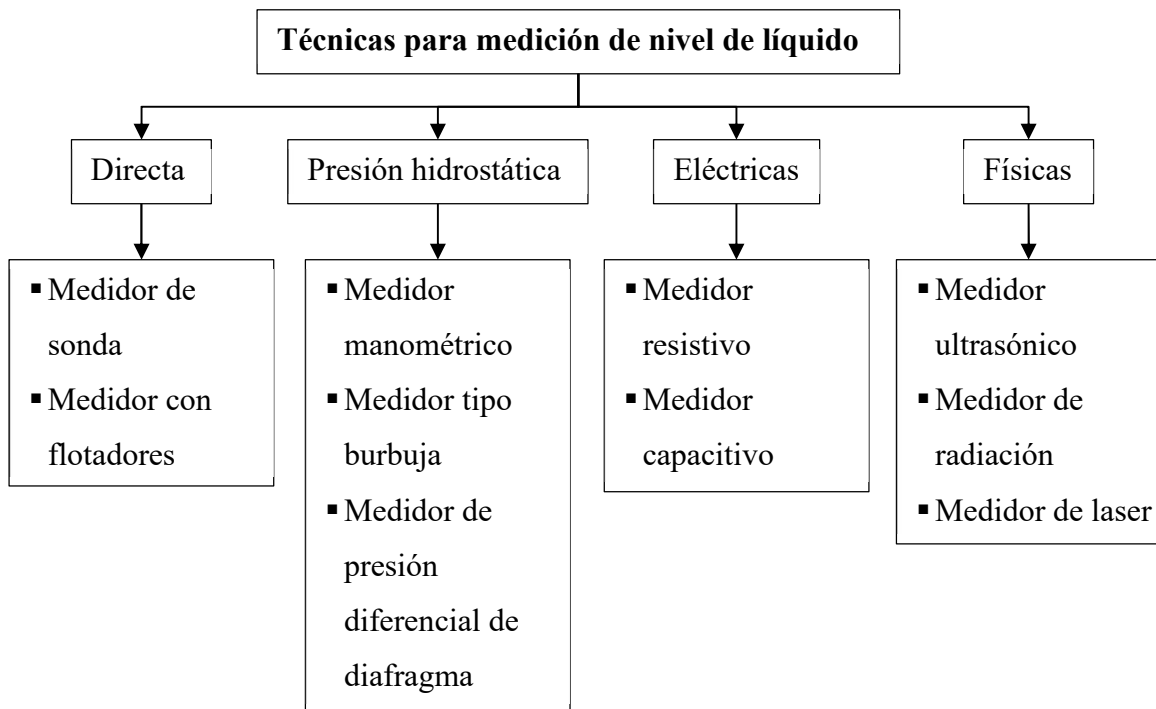 Técnicas para medición de nivel de líquido
Directa
Presión hidrostática
Eléctricas
Físicas
▪ Medidor de
sonda
▪ Medidor con
flotadores
▪ Medidor
manométrico
▪ Medidor tipo
burbuja
▪ Medidor de
presión
diferencial de
diafragma
▪ Medidor
resistivo
▪ Medidor
capacitivo
▪ Medidor
ultrasónico
▪ Medidor de
radiación
▪ Medidor de laser